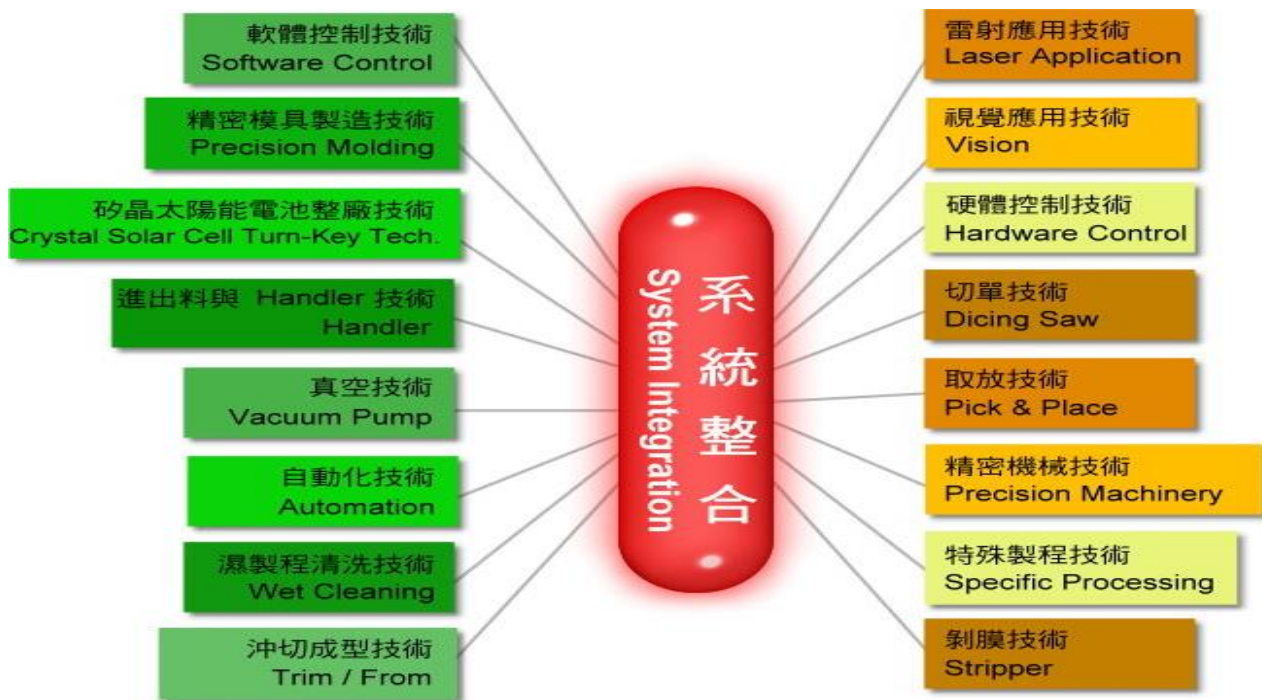 軟體控制技術
Software Control
精密模具製造技術
Precision Molding
矽晶太陽能電池整廠技術
Crystal Solar Cell Turn-Key Tech.
進出料與 Handler 技術
Handler
真空技術
Vacuum Pump
自動化技術
Automation
濕製程清洗技術
Wet Cleaning
沖切成型技術
Trim / From
系統整合
System Integration
雷射應用技術
Laser Application
視覺應用技術
Vision
硬體控制技術
Hardware Control
切單技術
Dicing Saw
取放技術
Pick & Place
精密機械技術
Precision Machinery
特殊製程技術
Specific Processing
剝膜技術
Stripper